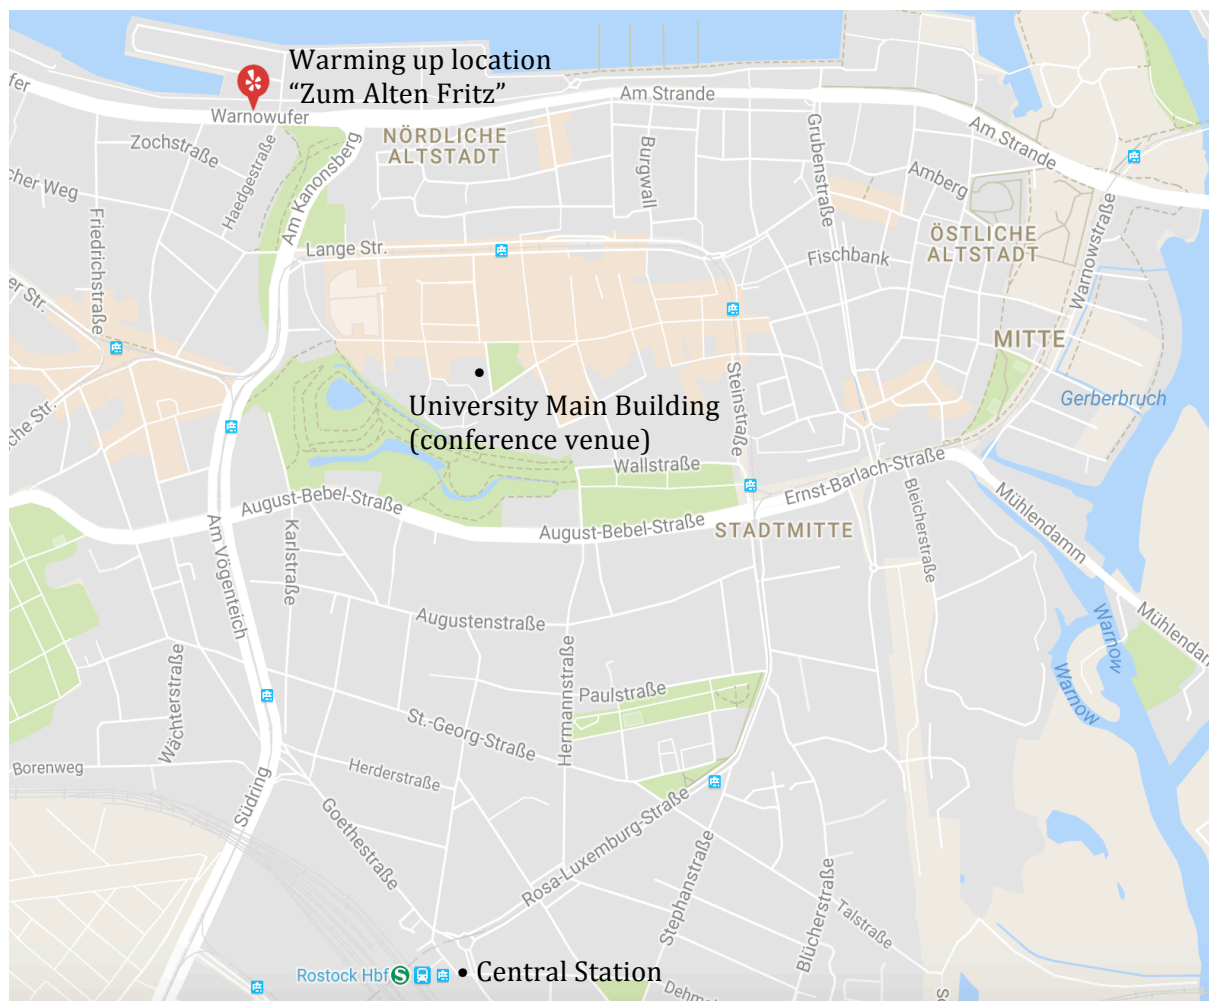 Warming up location
“Zum Alten Fritz”
fer
Warnowufer
Am Strande
Zochstraße
NÖRDLICHE
ALTSTADT
Haedgestraße
Am Kanonsberg
Burgwall
Grubenstraße
Am Strande
cher Weg
Friedrichstraße
Amberg
Lange Str.
Fischbank
ÖSTLICHE
ALTSTADT
Warnowstraße
er Str.
MITTE
Steinstraße
Gerberbruch
University Main Building
(conference venue)
che Str.
Wallstraße
Ernst-Barlach-Straße
August-Bebel-Straße
August-Bebel-Straße
STADTMITTE
Bleicherstraße
Mühlendamm
Am Vögenteich
Karlstraße
Augustenstraße
Hermannstraße
Mühlendam
Warnow
Warnow
Wächterstraße
Paulstraße
St.-Georg-Straße
Borenweg
Herderstraße
Südring
Goethestraße
Rosa-Luxemburg-Straße
Stephanstraße
Blücherstraße
Talstraße
Rostock Hbf S
• Central Station
Dehme
So